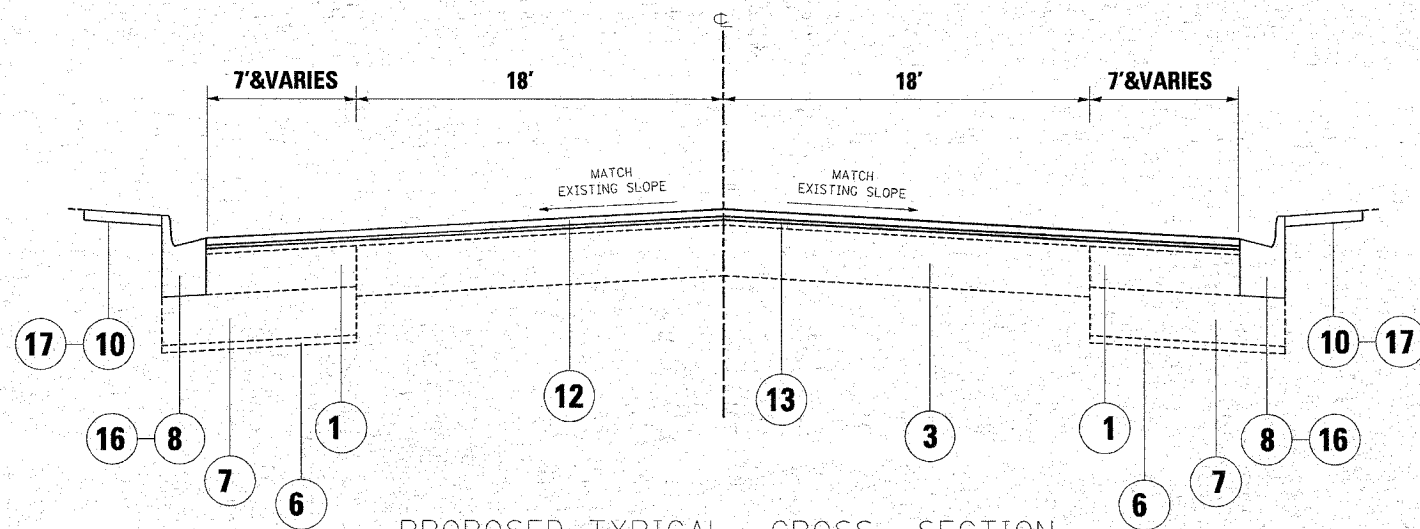 ℄
7'&VARIES 18' 18' 7'&VARIES
MATCH
EXISTING SLOPE
MATCH
EXISTING SLOPE
17 10
10 17
12 13
16 8 1 3 1 8 16
7 6 6 7
PROPOSED TYPICAL CROSS SECTION